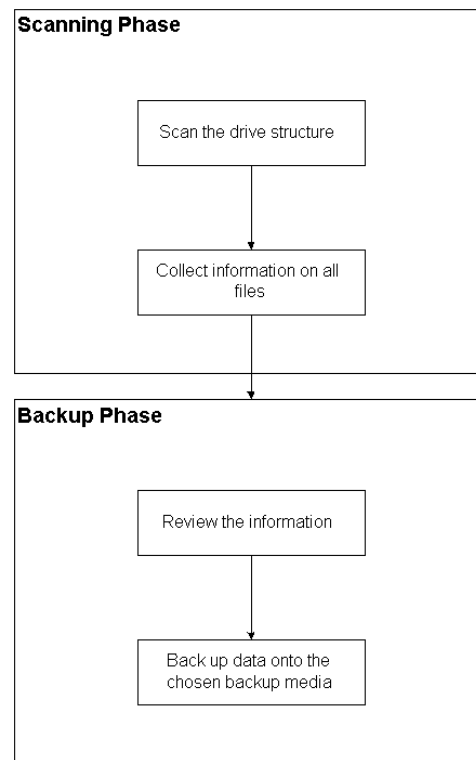 Scanning Phase
Scan the drive structure
Collect information on all
files
Backup Phase
Review the information
Back up data onto the
chosen backup media